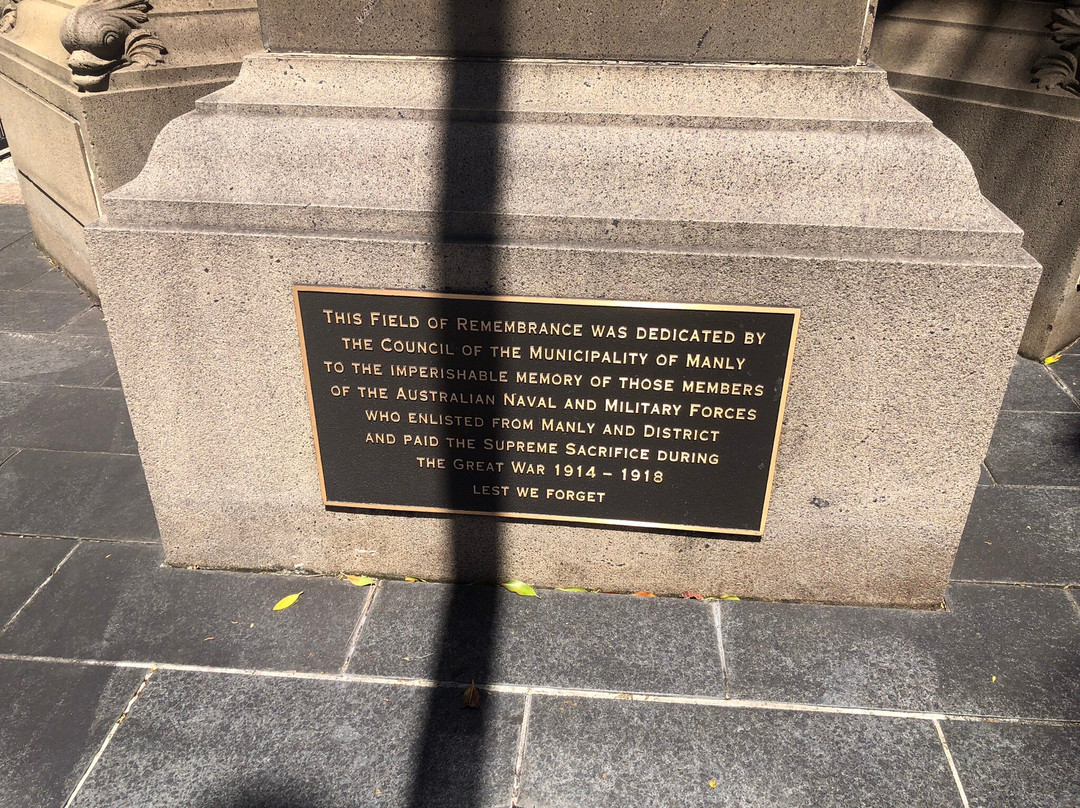 THIS FIELD OF REMEMBRANCE WAS DEDICATED BY
THE COUNCIL OF THE MUNICIPALITY OF MANLY
TO THE IMPERISHABLE MEMORY OF THOSE MEMBERS
OF THE AUSTRALIAN NAVAL AND MILITARY FORCES
WHO ENLISTED FROM MANLY AND DISTRICT
AND PAID THE SUPREME SACRIFICE DURING
THE GREAT WAR 1914 – 1918
LEST WE FORGET